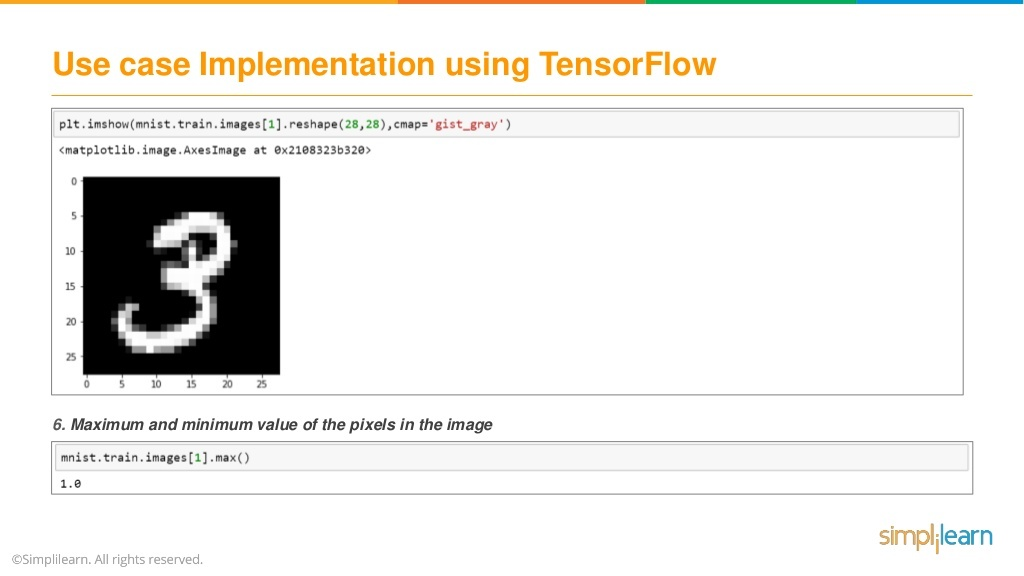 Use case Implementation using TensorFlow
plt.imshow(mnist.train.images[1].reshape(28,28),cmap='gist_gray')
<matplotlib.image.AxesImage at 0x2108323b320>
0
5
10
15
20
25
0 5 10 15 20 25
6. Maximum and minimum value of the pixels in the image
mnist.train.images[1].max()
1.0
simplilearn
©Simplilearn. All rights reserved.